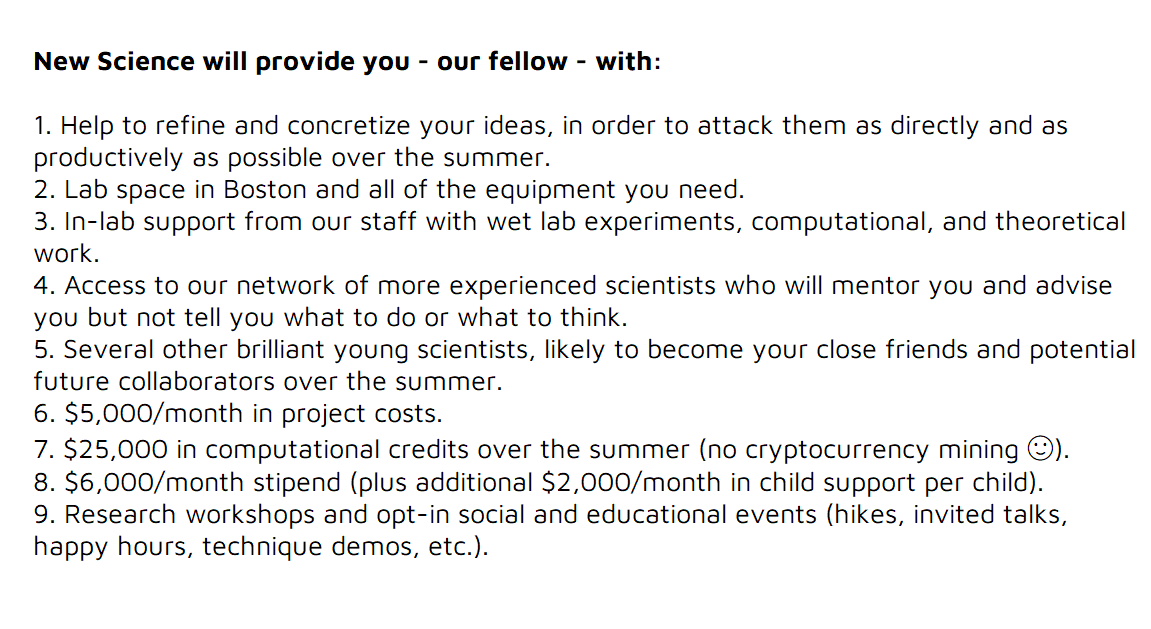 New Science will provide you - our fellow - with:
1. Help to refine and concretize your ideas, in order to attack them as directly and as
productively as possible over the summer.
2. Lab space in Boston and all of the equipment you need.
3. In-lab support from our staff with wet lab experiments, computational, and theoretical
work.
4. Access to our network of more experienced scientists who will mentor you and advise
you but not tell you what to do or what to think.
5. Several other brilliant young scientists, likely to become your close friends and potential
future collaborators over the summer.
6. $5,000/month in project costs.
7. $25,000 in computational credits over the summer (no cryptocurrency mining ☺).
8. $6,000/month stipend (plus additional $2,000/month in child support per child).
9. Research workshops and opt-in social and educational events (hikes, invited talks,
happy hours, technique demos, etc.).